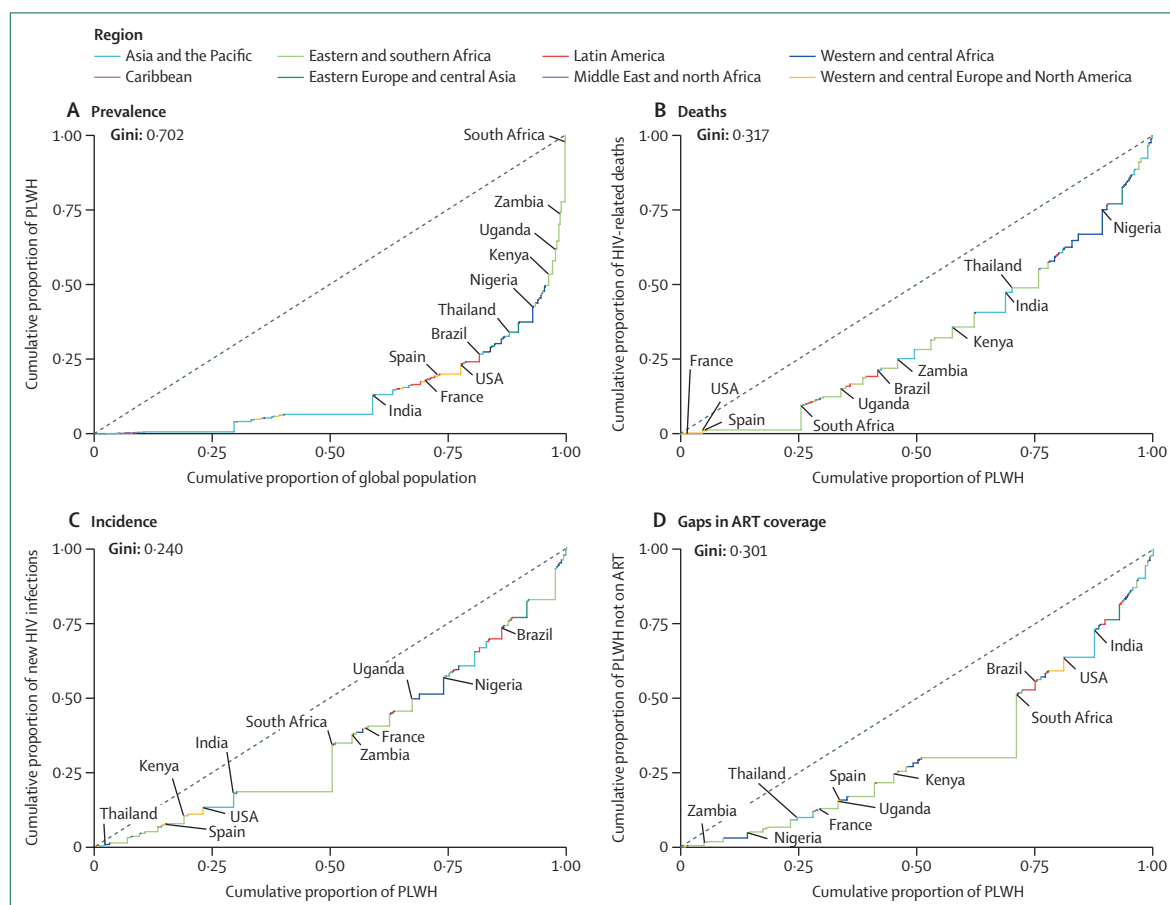 Region
Asia and the Pacific
Eastern and southern Africa
Latin America
Western and central Africa
Caribbean
Eastern Europe and central Asia
Middle East and north Africa
Western and central Europe and North America
A Prevalence
Gini: 0·702
Cumulative proportion of PLWH
1·00
0·75
0·50
0·25
0
South Africa
Zambia
Uganda
Kenya
Nigeria
Thailand
Brazil
Spain
USA
France
India
0 0·25 0·50 0·75 1·00
Cumulative proportion of global population
B Deaths
Gini: 0·317
Cumulative proportion of HIV-related deaths
1·00
0·75
0·50
0·25
0
Nigeria
Thailand
India
Kenya
Zambia
Brazil
Uganda
South Africa
France
USA
Spain
0 0·25 0·50 0·75 1·00
Cumulative proportion of PLWH
C Incidence
Gini: 0·240
Cumulative proportion of new HIV infections
1·00
0·75
0·50
0·25
0
Brazil
Uganda
Nigeria
South Africa
France
Zambia
India
Kenya
USA
Thailand
Spain
0 0·25 0·50 0·75 1·00
Cumulative proportion of PLWH
D Gaps in ART coverage
Gini: 0·301
Cumulative proportion of PLWH not on ART
1·00
0·75
0·50
0·25
0
India
Brazil
USA
South Africa
Thailand
Spain
Kenya
Uganda
Zambia
France
Nigeria
0 0·25 0·50 0·75 1·00
Cumulative proportion of PLWH